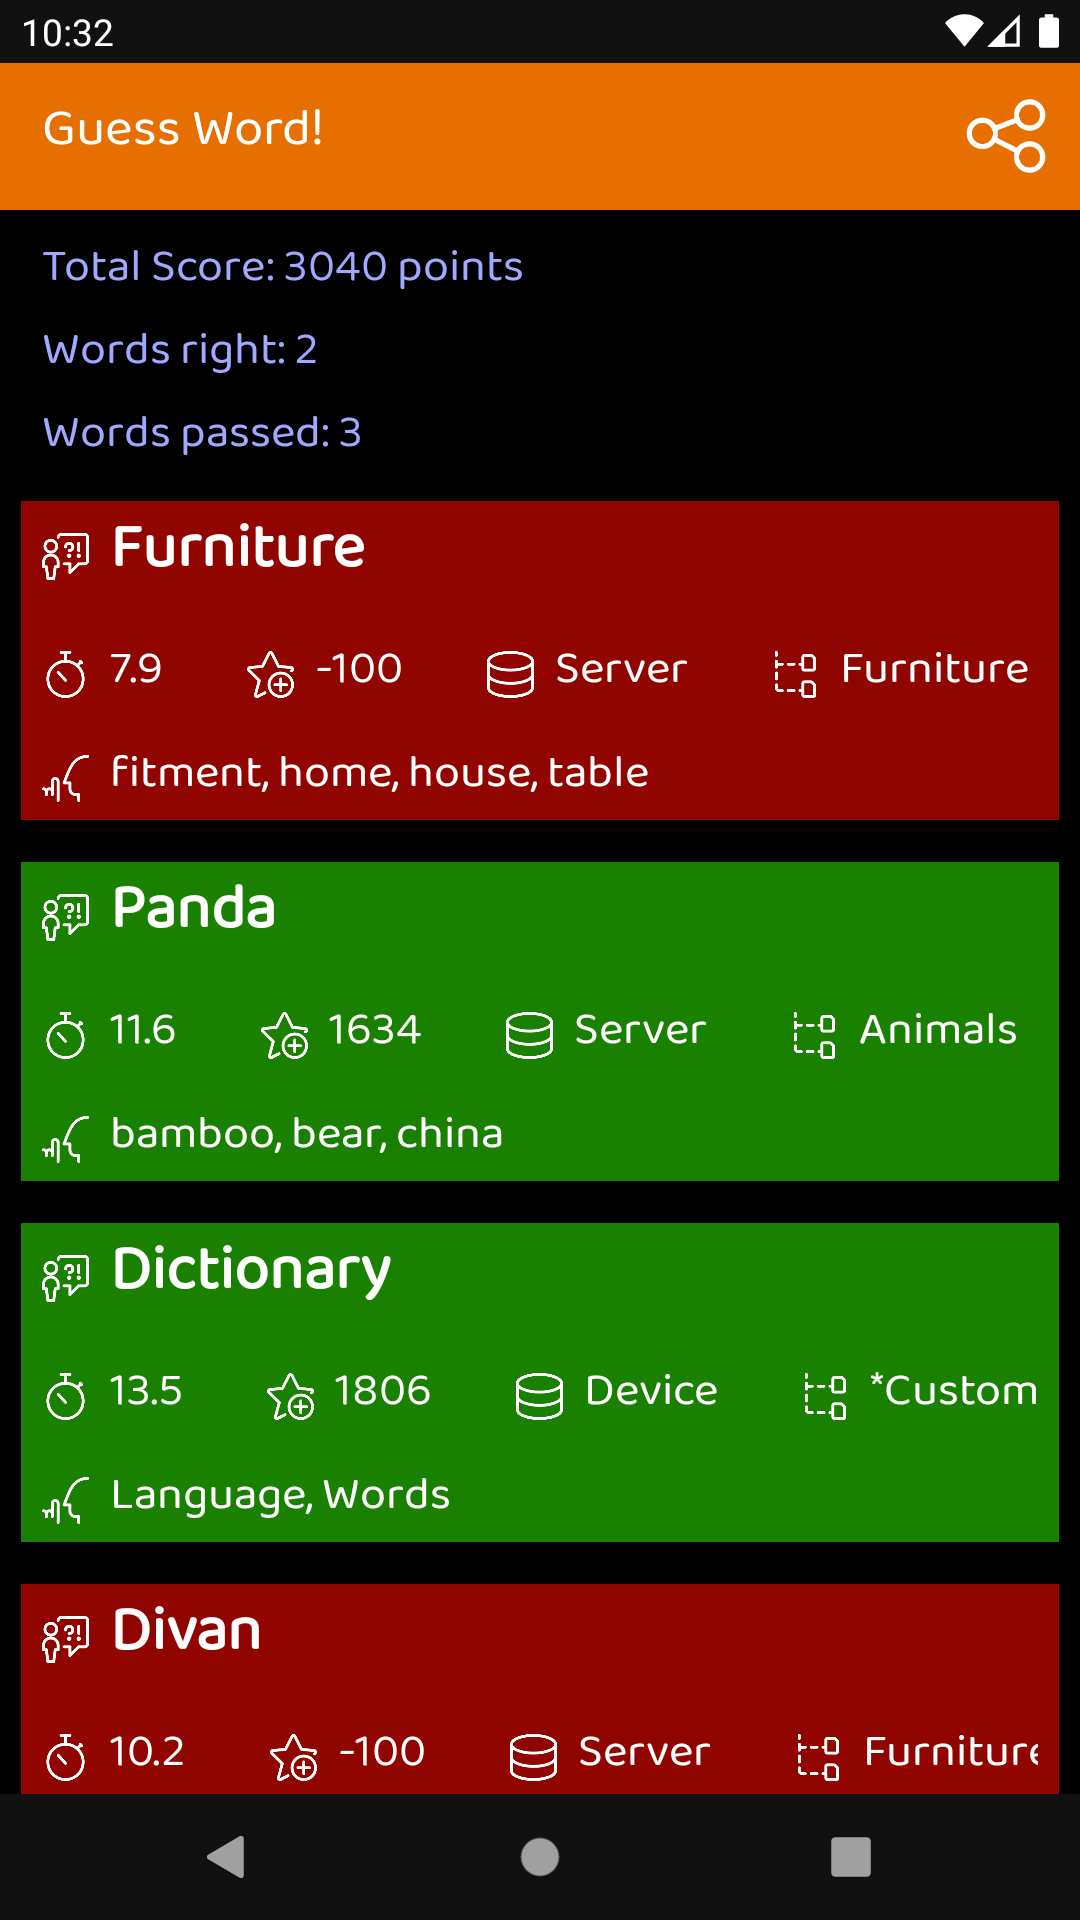 10:32
Guess Word!
Total Score: 3040 points
Words right: 2
Words passed: 3
Furniture
7.9 -100 Server Furniture
fitment, home, house, table
Panda
11.6 1634 Server Animals
bamboo, bear, china
Dictionary
13.5 1806 Device *Custom
Language, Words
Divan
10.2 -100 Server Furniture